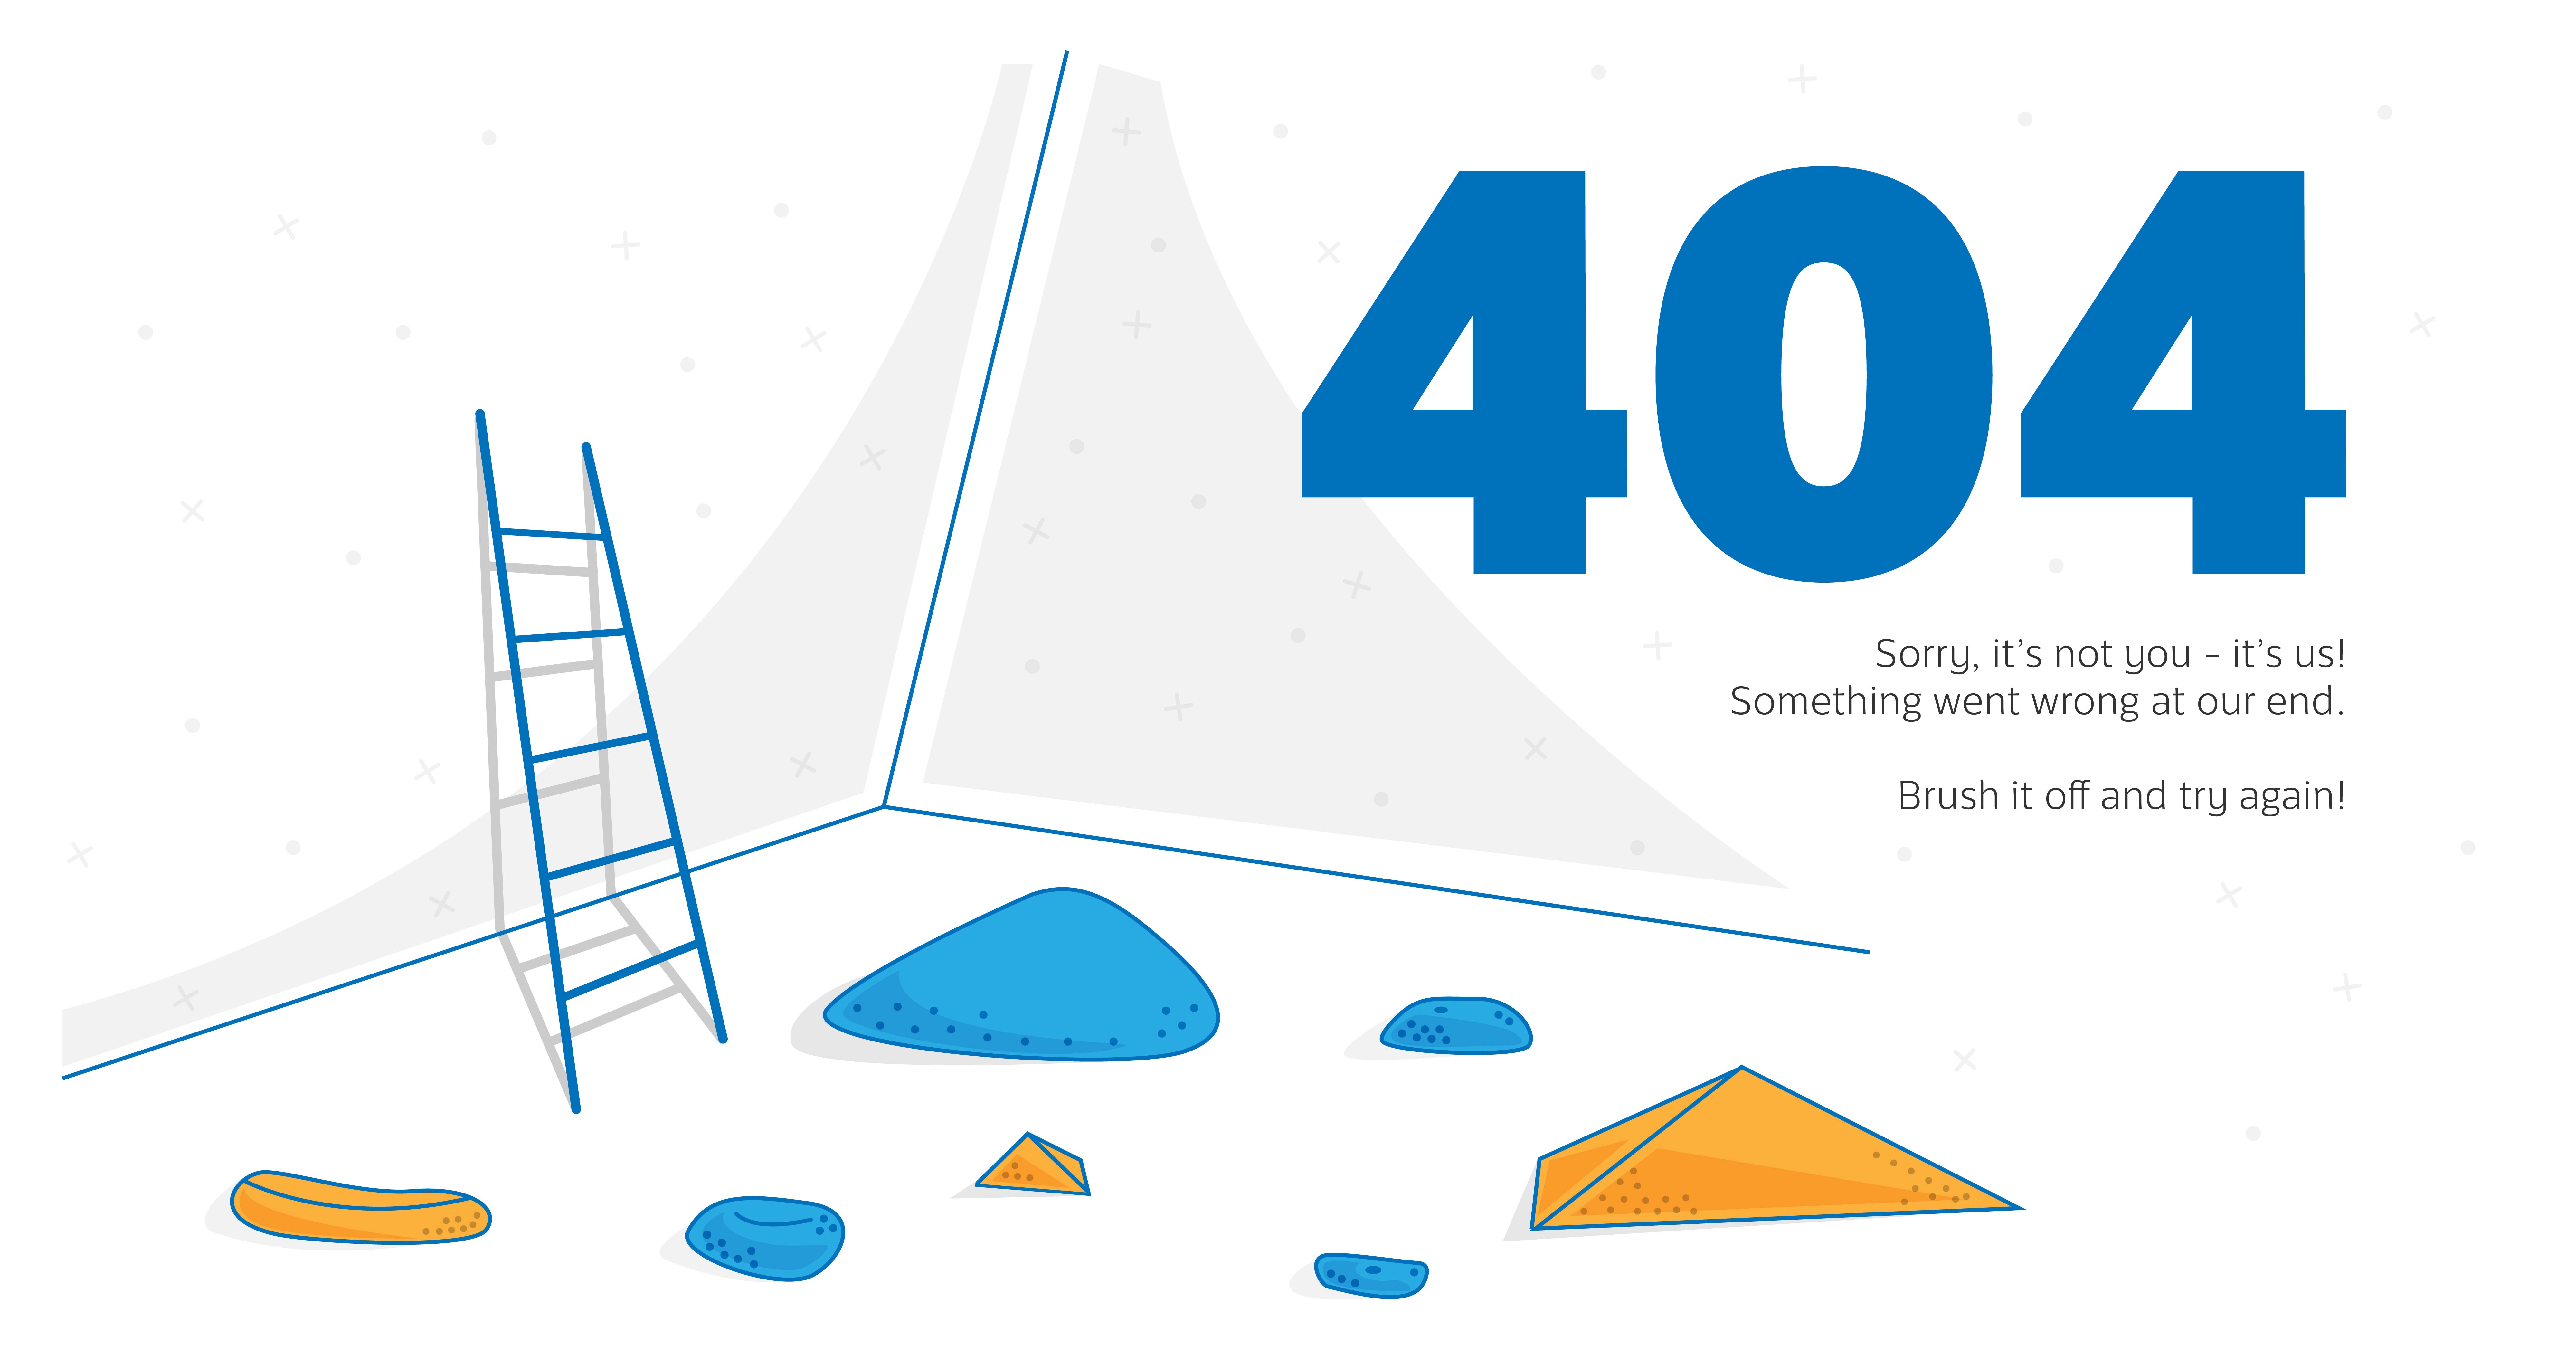 404
Sorry, it’s not you - it’s us!
Something went wrong at our end.
Brush it off and try again!